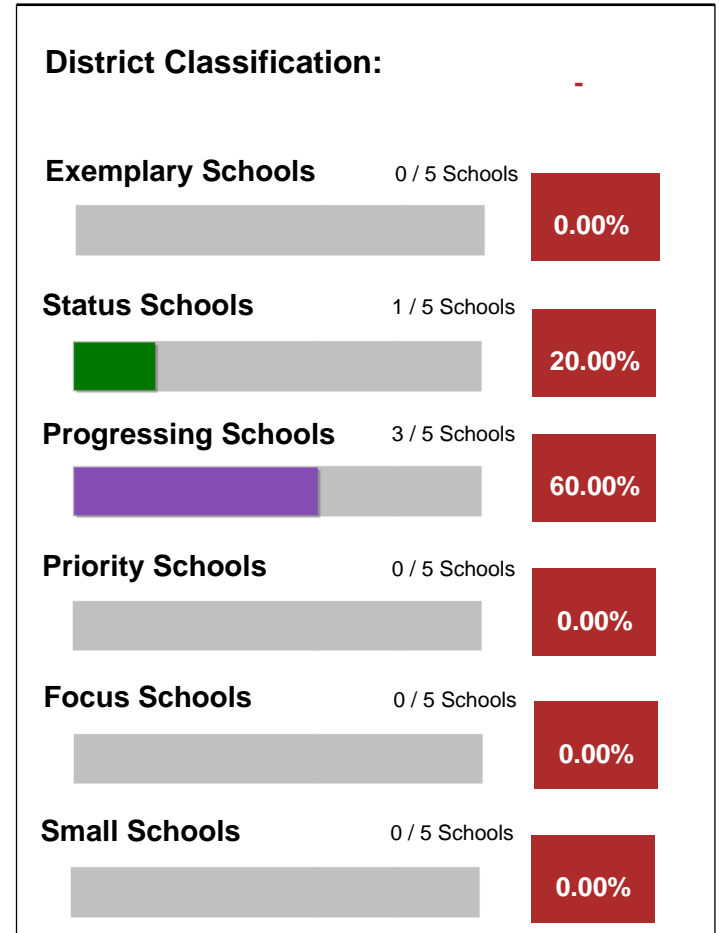 District Classification:
-
Exemplary Schools 0 / 5 Schools
0.00%
Status Schools 1 / 5 Schools
20.00%
Progressing Schools 3 / 5 Schools
60.00%
Priority Schools 0 / 5 Schools
0.00%
Focus Schools 0 / 5 Schools
0.00%
Small Schools 0 / 5 Schools
0.00%